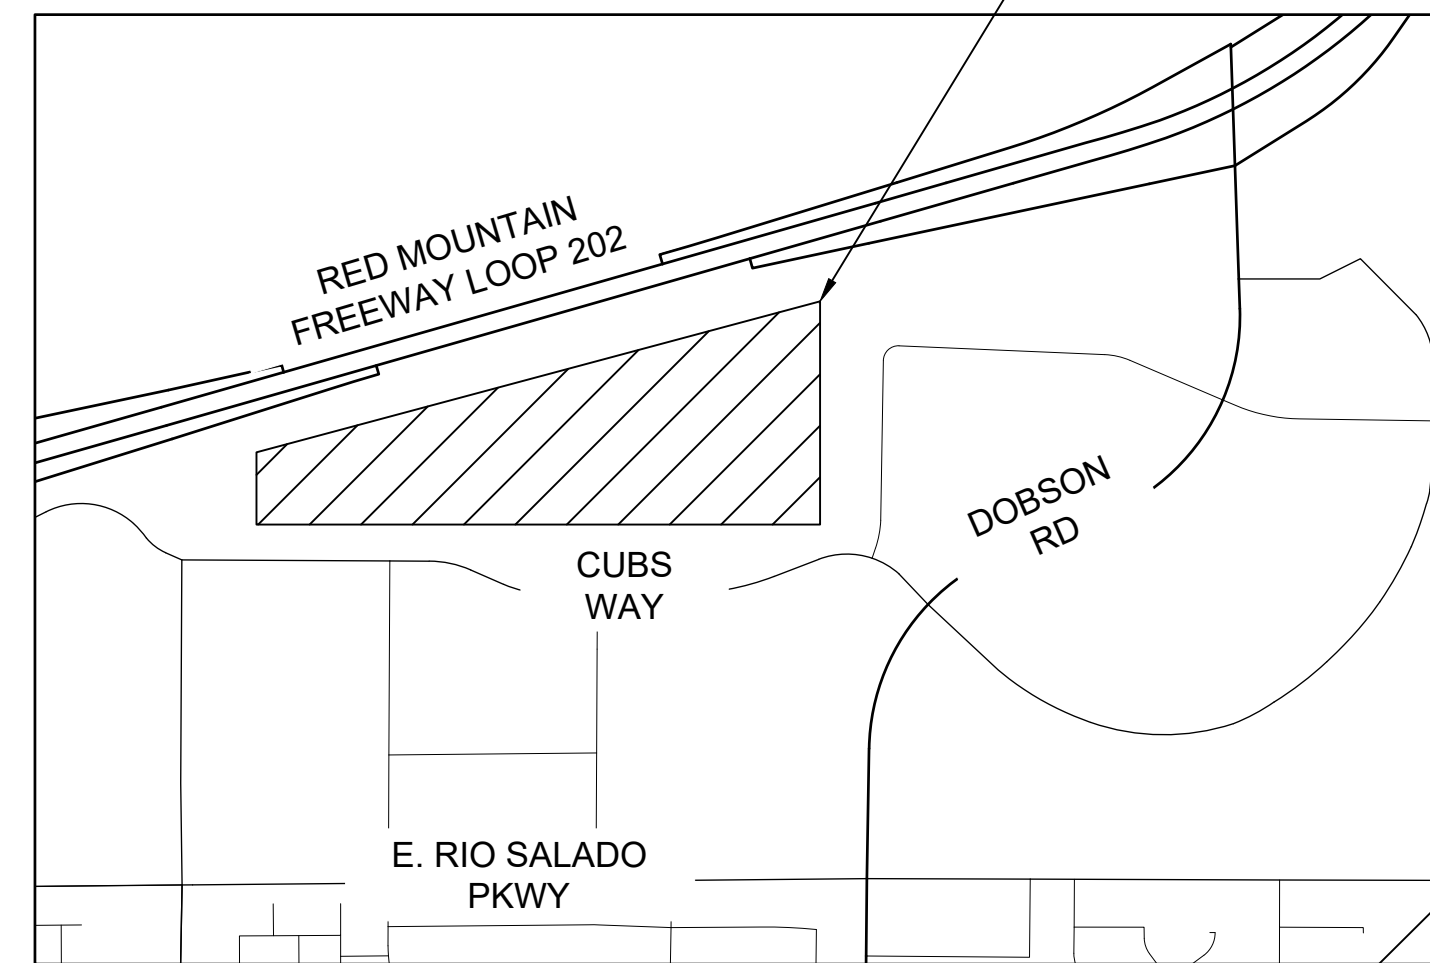 RED MOUNTAIN
FREEWAY LOOP 202
DOBSON
RD
CUBS
WAY
E. RIO SALADO
PKWY